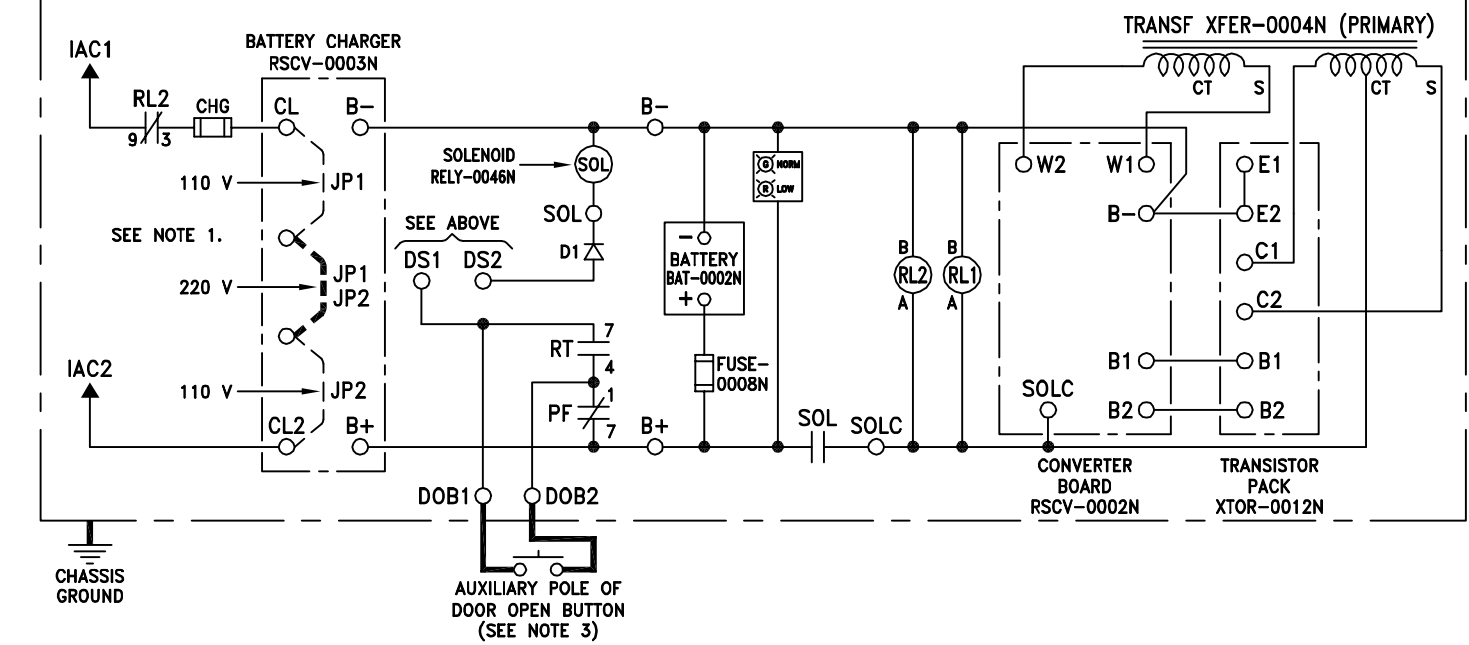 TRANSF XFER-0004N (PRIMARY)
IAC1
BATTERY CHARGER
RSCV-0003N
CT
S
CT
S
RL2
CHG
CL
B-
B-
9
3
SOLENOID
RELY-0046N
SOL
G NORM
R LOW
W2
W1
E1
110 V
JP1
SOL
B-
E2
SEE NOTE 1.
SEE ABOVE
D1
-
BATTERY
BAT-0002N
+
B
B
DS1
DS2
RL2
RL1
C1
JP1
220 V
JP2
A
A
C2
7
RT
4
FUSE-
0008N
B1
B1
IAC2
110 V
JP2
1
PF
7
SOLC
B2
B2
CL2
B+
B+
SOL
SOLC
CONVERTER
BOARD
RSCV-0002N
TRANSISTOR
PACK
XTOR-0012N
DOB1
DOB2
CHASSIS
GROUND
AUXILIARY POLE OF
DOOR OPEN BUTTON
(SEE NOTE 3)